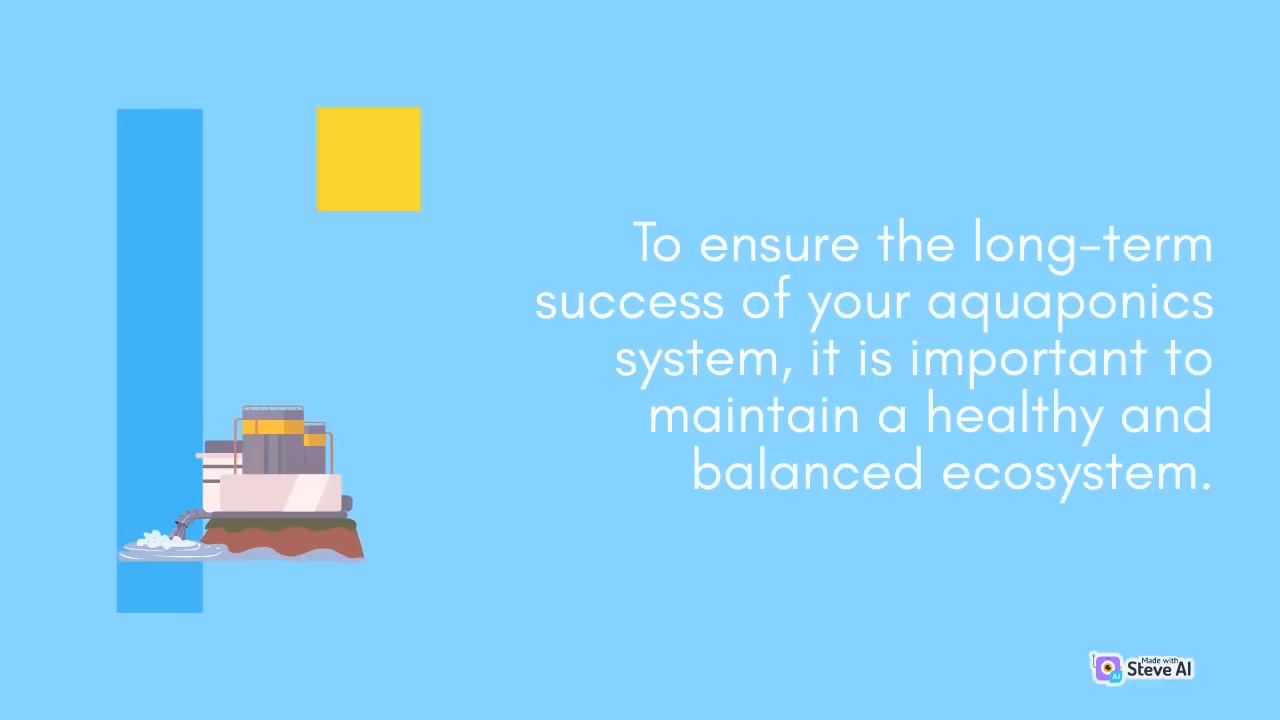 To ensure the long-term
success of your aquaponics
system, it is important to
maintain a healthy and
balanced ecosystem.
Made with
Steve AI
AI